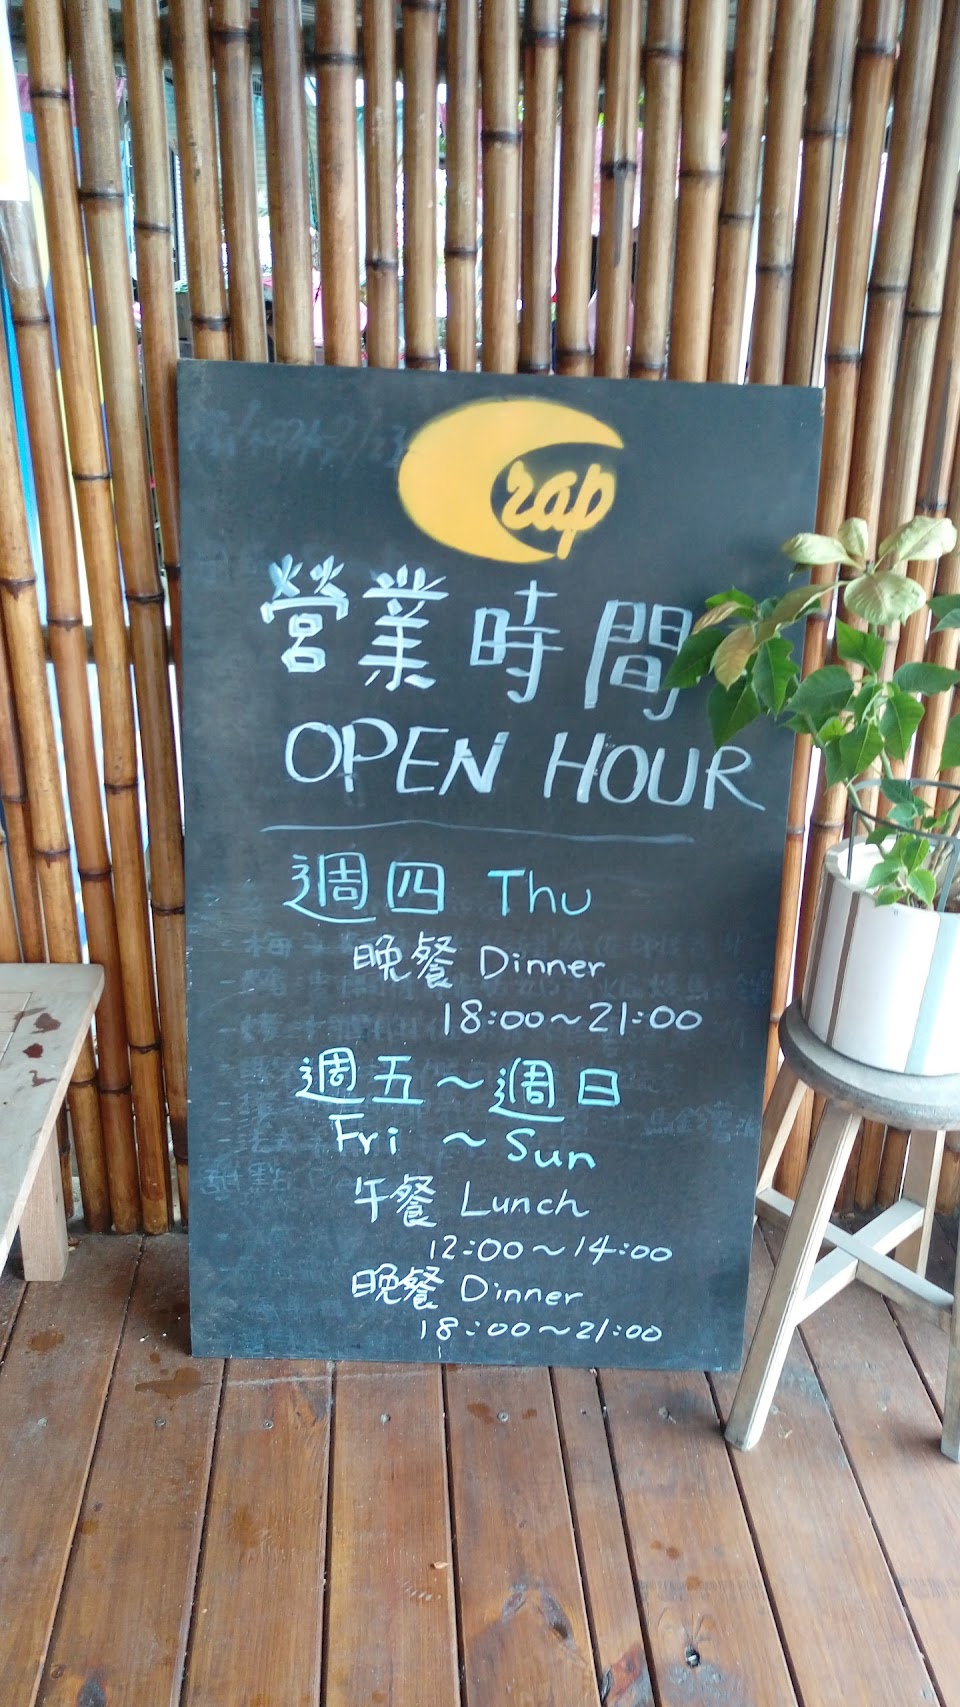 Crap
營業時間
OPEN HOUR
週四 Thu
晚餐 Dinner
18:00~21:00
週五~週日
Fri ~ Sun
午餐 Lunch
12:00~14:00
晚餐 Dinner
18:00~21:00